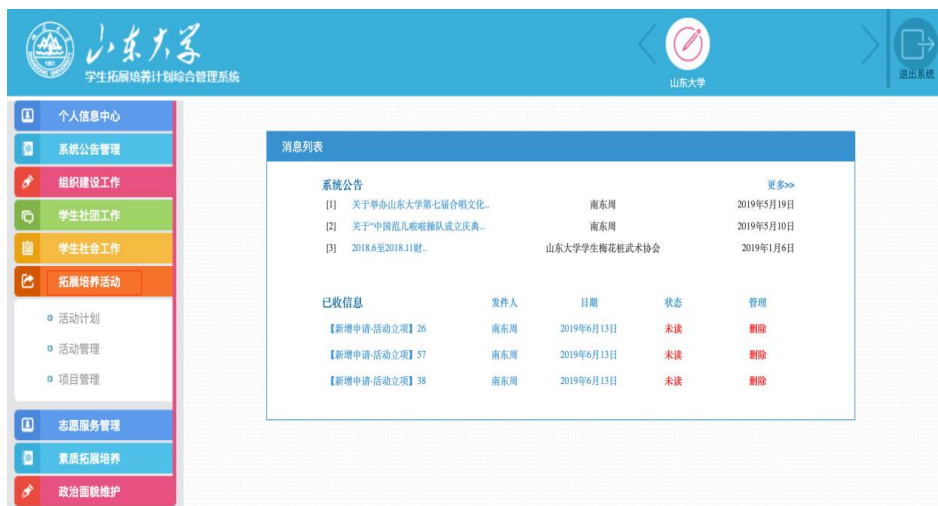 山东大学
学生拓展培养计划综合管理系统
山东大学
退出系统
个人信息中心
系统公告管理
组织建设工作
学生社团工作
学生社会工作
拓展培养活动
活动计划
活动管理
项目管理
志愿服务管理
素质拓展培养
政治面貌维护
消息列表
系统公告 更多>>
[1] 关于举办山东大学第七届合唱文化.. 南东周 2019年5月19日
[2] 关于“中国范儿啦啦操队成立庆典.. 南东周 2019年5月10日
[3] 2018.6至2018.11财.. 山东大学学生梅花桩武术协会 2019年1月6日
已收信息 发件人 日期 状态 管理
【新增申请-活动立项】26 南东周 2019年6月13日 未读 删除
【新增申请-活动立项】57 南东周 2019年6月13日 未读 删除
【新增申请-活动立项】38 南东周 2019年6月13日 未读 删除